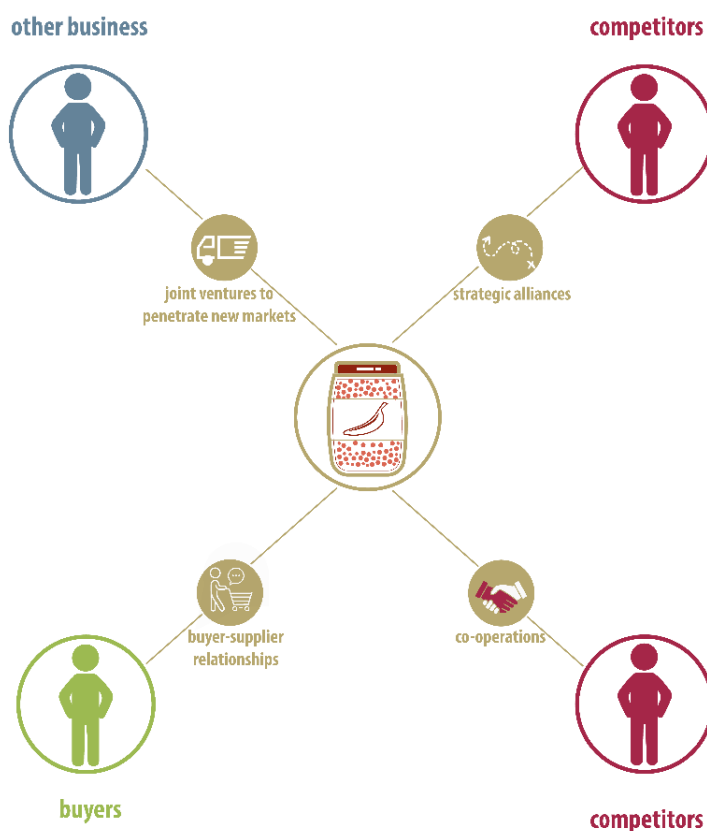 other business
competitors
joint ventures to
penetrate new markets
strategic alliances
buyer-supplier
relationships
co-operations
buyers
competitors